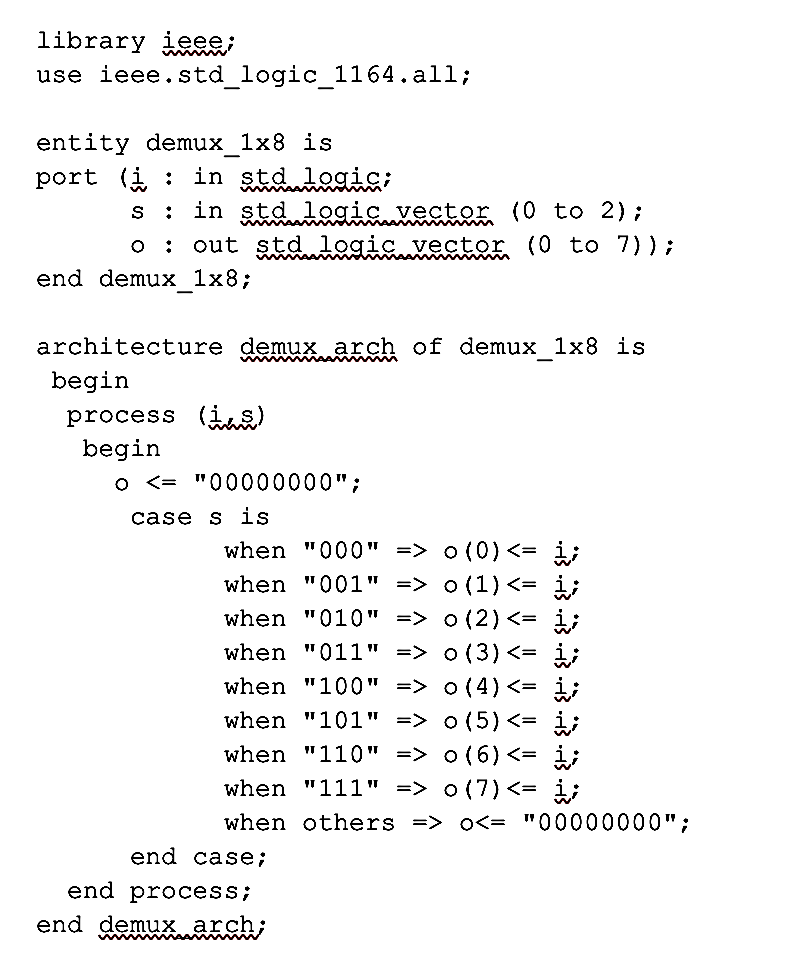 library ieee;
use ieee.std_logic_1164.all;

entity demux_1x8 is
port (i : in std_logic;
      s : in std_logic_vector (0 to 2);
      o : out std_logic_vector (0 to 7));
end demux_1x8;

architecture demux_arch of demux_1x8 is
 begin
  process (i,s)
   begin
     o <= "00000000";
      case s is
            when "000" => o(0)<= i;
            when "001" => o(1)<= i;
            when "010" => o(2)<= i;
            when "011" => o(3)<= i;
            when "100" => o(4)<= i;
            when "101" => o(5)<= i;
            when "110" => o(6)<= i;
            when "111" => o(7)<= i;
            when others => o<= "00000000";
      end case;
  end process;
end demux_arch;